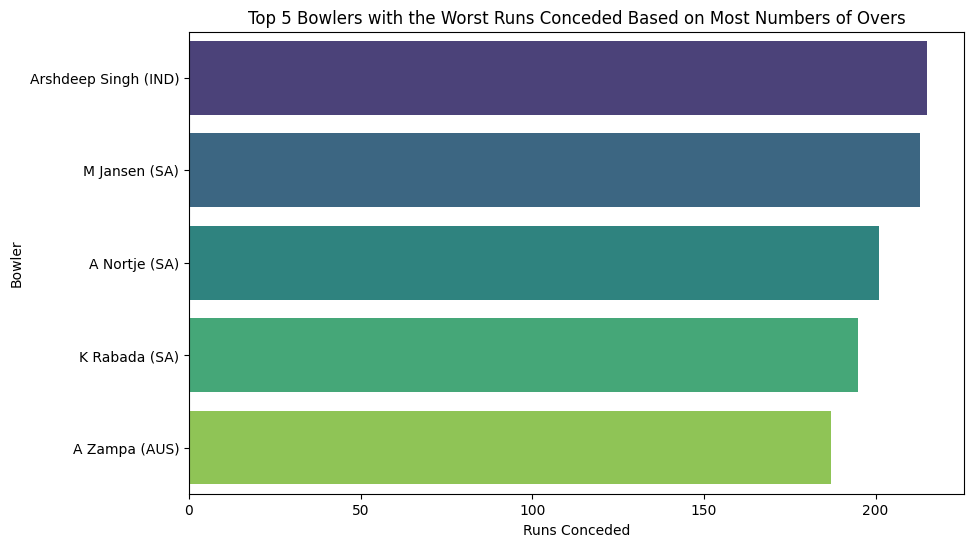 Top 5 Bowlers with the Worst Runs Conceded Based on Most Numbers of Overs
Bowler
Arshdeep Singh (IND)
M Jansen (SA)
A Nortje (SA)
K Rabada (SA)
A Zampa (AUS)
0 50 100 150 200
Runs Conceded